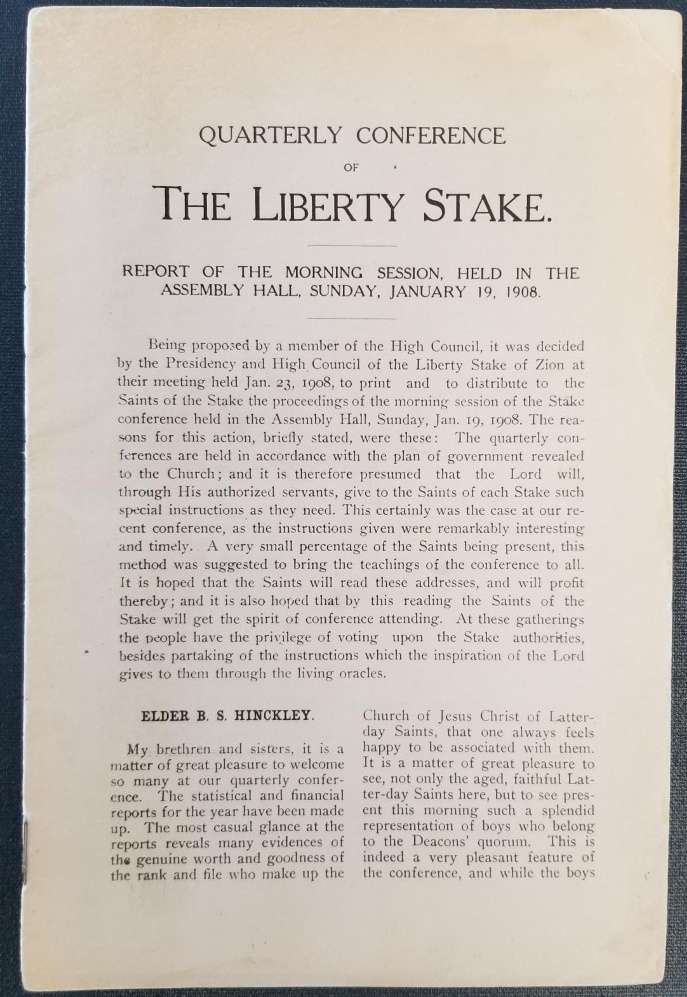 QUARTERLY CONFERENCE
OF
THE LIBERTY STAKE.
REPORT OF THE MORNING SESSION, HELD IN THE
ASSEMBLY HALL, SUNDAY, JANUARY 19, 1908.
Being proposed by a member of the High Council, it was decided
by the Presidency and High Council of the Liberty Stake of Zion at
their meeting held Jan. 23, 1908, to print and to distribute to the
Saints of the Stake the proceedings of the morning session of the Stake
conference held in the Assembly Hall, Sunday, Jan. 19, 1908. The rea-
sons for this action, briefly stated, were these: The quarterly con-
ferences are held in accordance with the plan of government revealed
to the Church; and it is therefore presumed that the Lord will,
through His authorized servants, give to the Saints of each Stake such
special instructions as they need. This certainly was the case at our re-
cent conference, as the instructions given were remarkably interesting
and timely. A very small percentage of the Saints being present, this
method was suggested to bring the teachings of the conference to all.
It is hoped that the Saints will read these addresses, and will profit
thereby; and it is also hoped that by this reading the Saints of the
Stake will get the spirit of conference attending. At these gatherings
the people have the privilege of voting upon the Stake authorities,
besides partaking of the instructions which the inspiration of the Lord
gives to them through the living oracles.
ELDER B. S. HINCKLEY.
My brethren and sisters, it is a
matter of great pleasure to welcome
so many at our quarterly confer-
ence. The statistical and financial
reports for the year have been made
up. The most casual glance at the
reports reveals many evidences of
the genuine worth and goodness of
the rank and file who make up the
Church of Jesus Christ of Latter-
day Saints, that one always feels
happy to be associated with them.
It is a matter of great pleasure to
see, not only the aged, faithful Lat-
ter-day Saints here, but to see pres-
ent this morning such a splendid
representation of boys who belong
to the Deacons' quorum. This is
indeed a very pleasant feature of
the conference, and while the boys